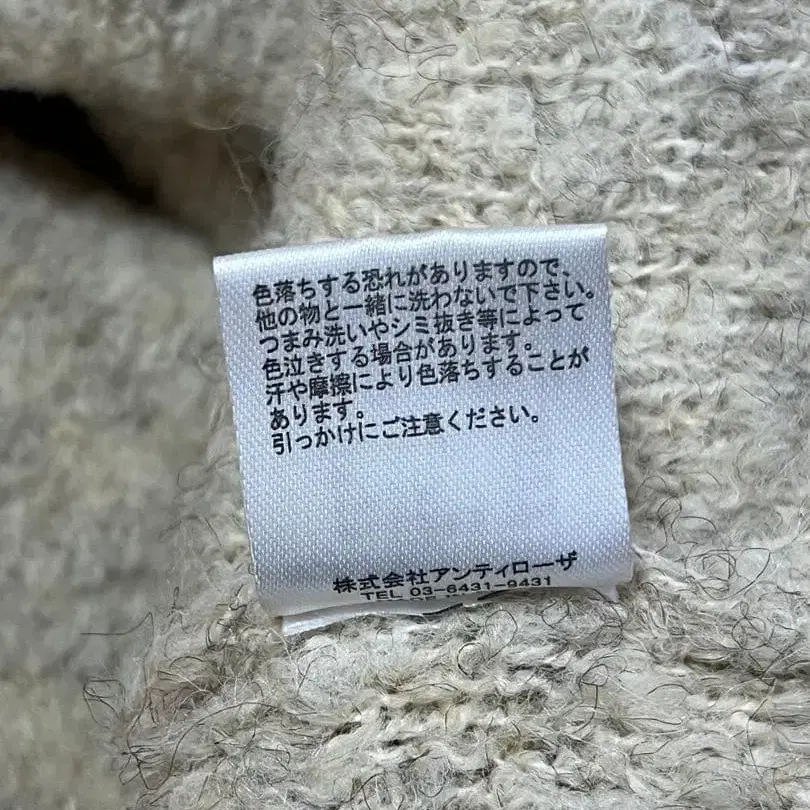 色落ちする恐れがありますので、
他の物と一緒に洗わないで下さい。
つまみ洗いやシミ抜き等によって
色泣きする場合があります。
汗や摩擦により色落ちすることが
あります。
引っかけにご注意ください。
株式会社アンティローザ
TEL 03-6431-9431